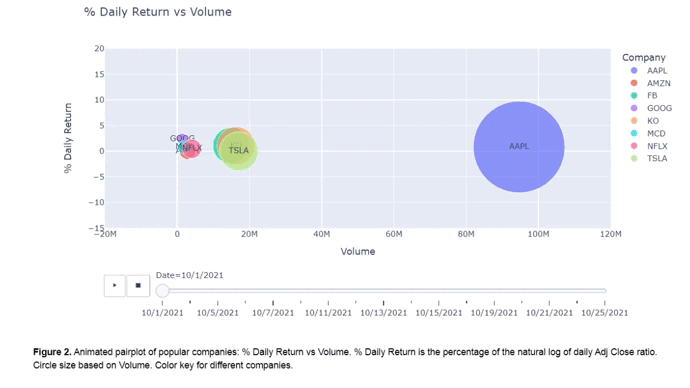 % Daily Return vs Volume
20
15
10
5
0
−5
−10
−15
% Daily Return
GOOG
NFLX
TSLA
AAPL
−20M 0 20M 40M 60M 80M 100M 120M
Volume
Company
AAPL
AMZN
FB
GOOG
KO
MCD
NFLX
TSLA
Date=10/1/2021
10/1/2021 10/5/2021 10/7/2021 10/11/2021 10/13/2021 10/15/2021 10/19/2021 10/21/2021 10/25/2021
Figure 2. Animated pairplot of popular companies: % Daily Return vs Volume. % Daily Return is the percentage of the natural log of daily Adj Close ratio.
Circle size based on Volume. Color key for different companies.